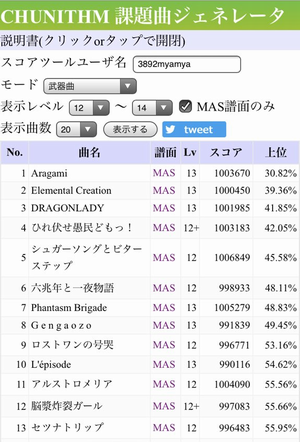 CHUNITHM 課題曲ジェネレータ
説明書(クリックorタップで開閉)
スコアツールユーザ名 3892myamya
モード 武器曲
表示レベル 12 ～ 14 MAS譜面のみ
表示曲数 20 表示する tweet
No. 曲名 譜面 Lv スコア 上位
1 Aragami MAS 13 1003670 30.82%
2 Elemental Creation MAS 13 1000450 39.36%
3 DRAGONLADY MAS 13 1001985 41.85%
4 ひれ伏せ愚民どもっ！ MAS 12+ 1003183 42.05%
5 シュガーソングとビター
ステップ MAS 12 1006849 45.58%
6 六兆年と一夜物語 MAS 12 998933 48.11%
7 Phantasm Brigade MAS 13 1005279 48.83%
8 Ｇｅｎｇａｏｚｏ MAS 13 991839 49.45%
9 ロストワンの号哭 MAS 12 996771 53.16%
10 L'épisode MAS 13 990116 54.62%
11 アルストロメリア MAS 12 1004090 55.56%
12 脳漿炸裂ガール MAS 12+ 997083 55.66%
13 セツナトリップ MAS 12 996483 55.95%